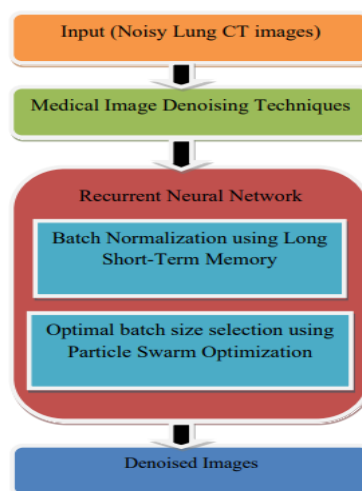 Input (Noisy Lung CT images)
Medical Image Denoising Techniques
Recurrent Neural Network
Batch Normalization using Long
Short-Term Memory
Optimal batch size selection using
Particle Swarm Optimization
Denoised Images